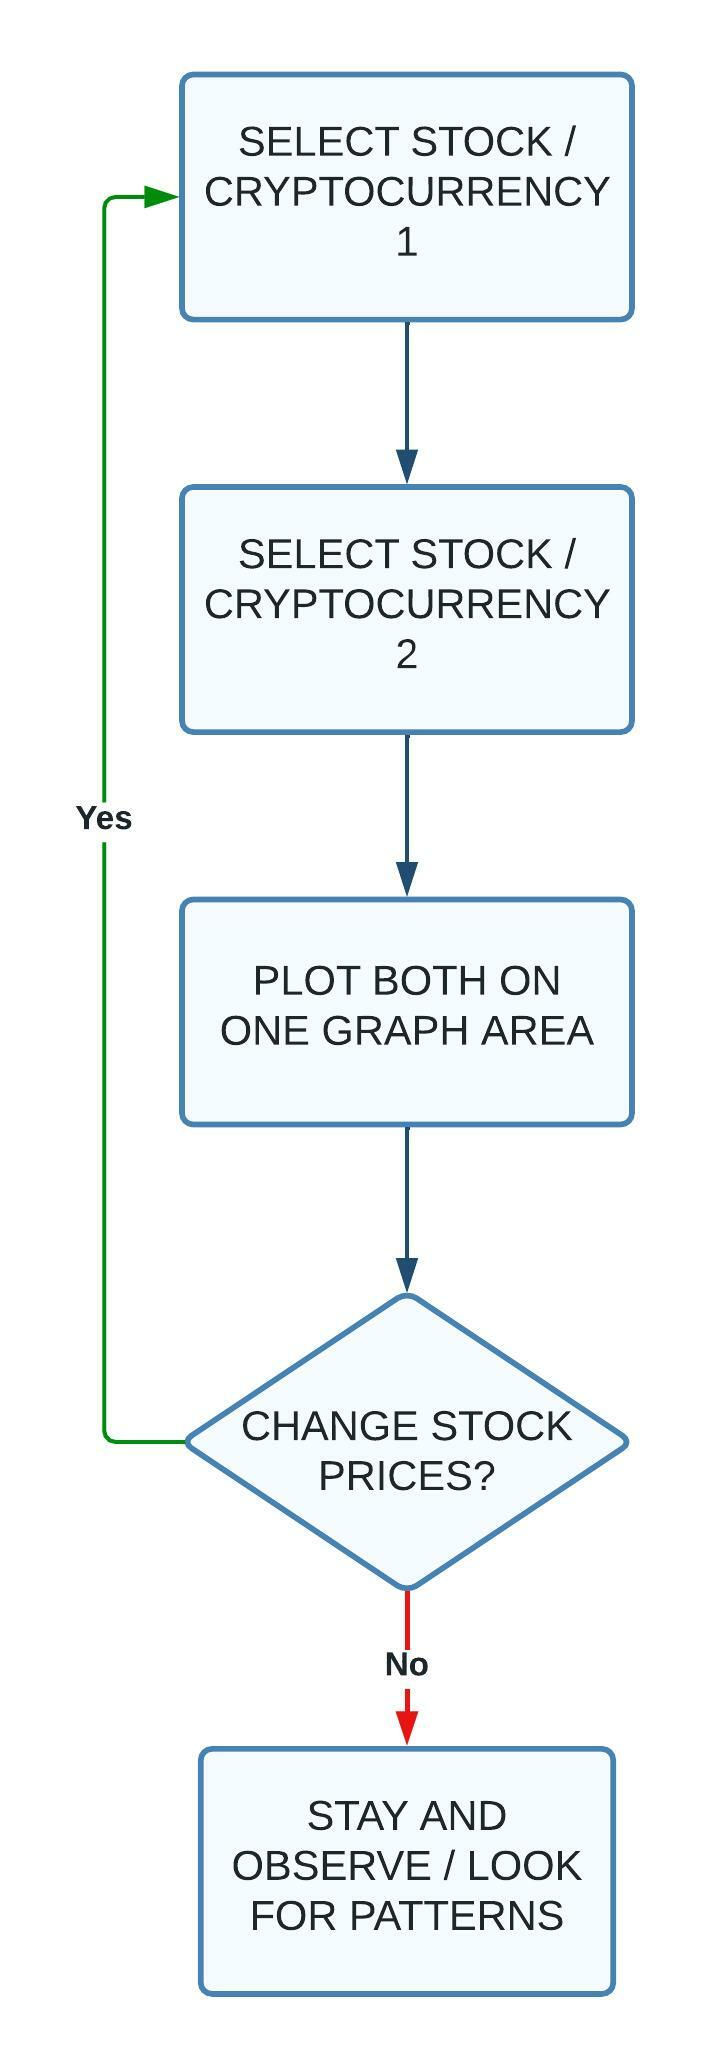 SELECT STOCK /
CRYPTOCURRENCY
1
SELECT STOCK /
CRYPTOCURRENCY
2
Yes
PLOT BOTH ON
ONE GRAPH AREA
CHANGE STOCK
PRICES?
No
STAY AND
OBSERVE / LOOK
FOR PATTERNS